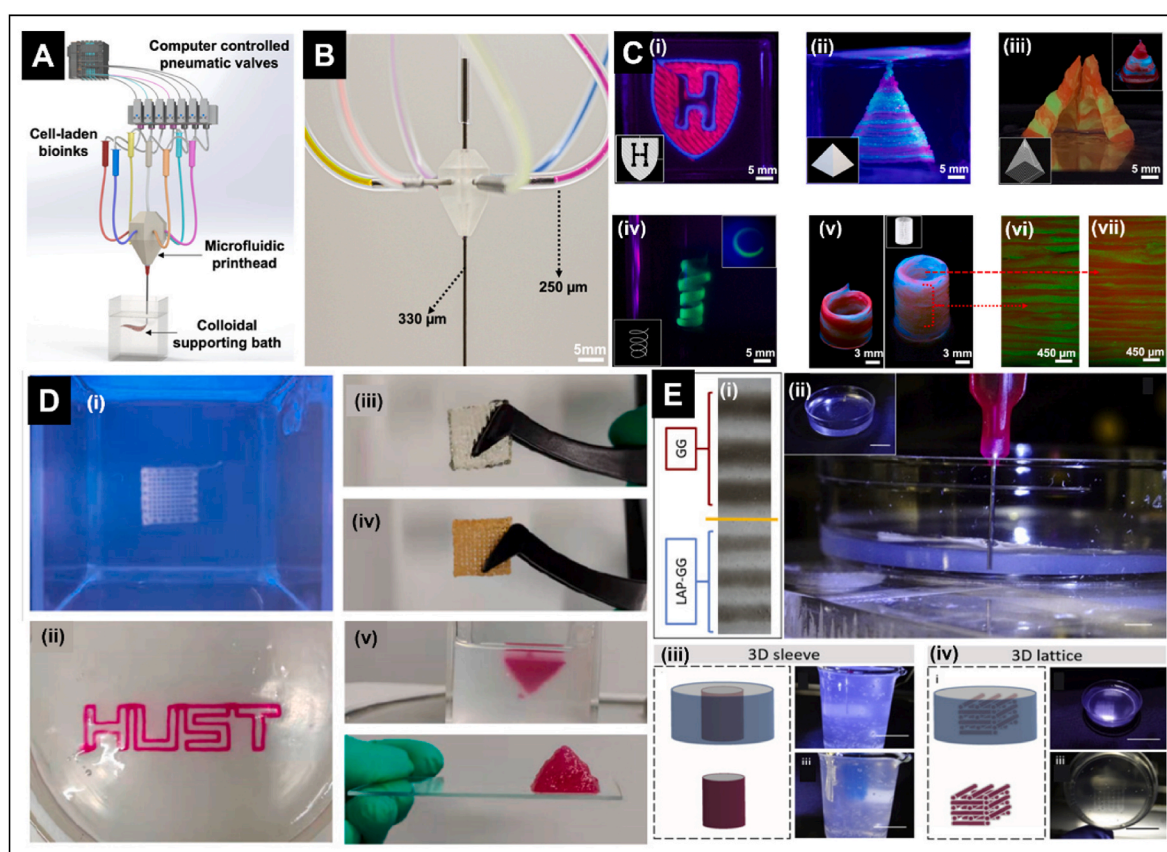 A
Computer controlled
pneumatic valves
Cell-laden
bioinks
Microfluidic
printhead
Colloidal
supporting bath
B
330 µm
250 µm
5mm
C
(i)
H
H
5 mm
(ii)
5 mm
(iii)
5 mm
(iv)
5 mm
(v)
3 mm
3 mm
(vi)
450 µm
(vii)
450 µm
D
(i)
(ii)
HUST
(iii)
(iv)
(v)
E
(i)
GG
LAP-GG
(ii)
(iii)
3D sleeve
iii
(iv)
3D lattice
i
iii